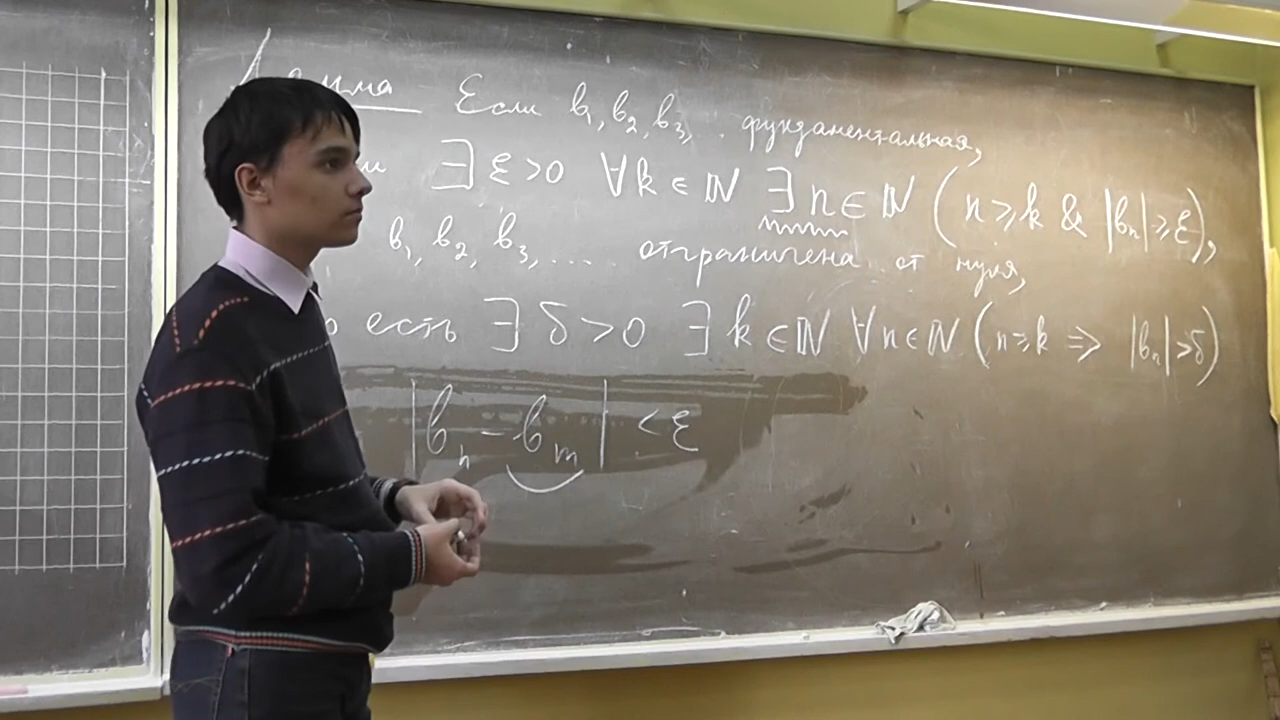 Лемма Если b₁, b₂, b₃, ... фундаментальная,
∃ ε>0 ∀k∈ℕ ∃n∈ℕ (n⩾k & |bₙ|⩾ε),
b₁, b₂, b₃, ... отграничена от нуля,
есть ∃ δ>0 ∃k∈ℕ ∀n∈ℕ (n⩾k => |bₙ|>δ)
|bₙ - bₘ| < ε